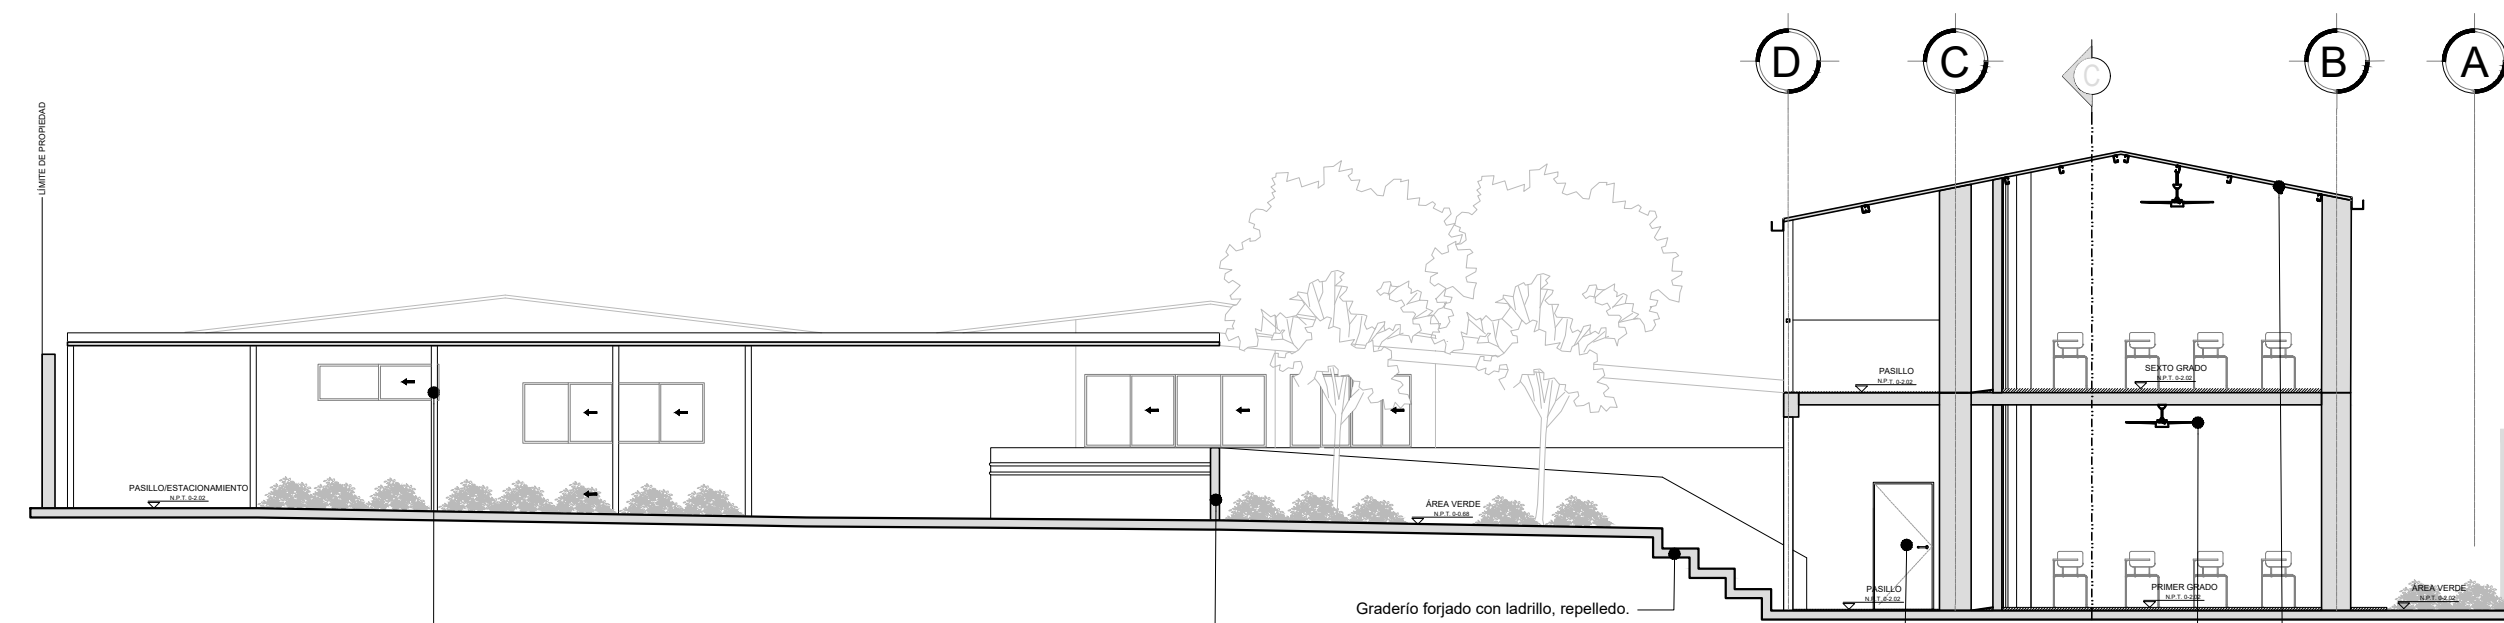 D
C
C
B
A
LÍMITE DE PROPIEDAD
PASILLO
N.P.T. 0-2.02
SEXTO GRADO
N.P.T. 0-2.02
PASILLO/ESTACIONAMIENTO
N.P.T. 0-2.02
ÁREA VERDE
N.P.T. 0-0.68
PASILLO
N.P.T. 0-2.02
PRIMER GRADO
N.P.T. 0-2.02
ÁREA VERDE
N.P.T. 0-2.02
Graderío forjado con ladrillo, repelledo.